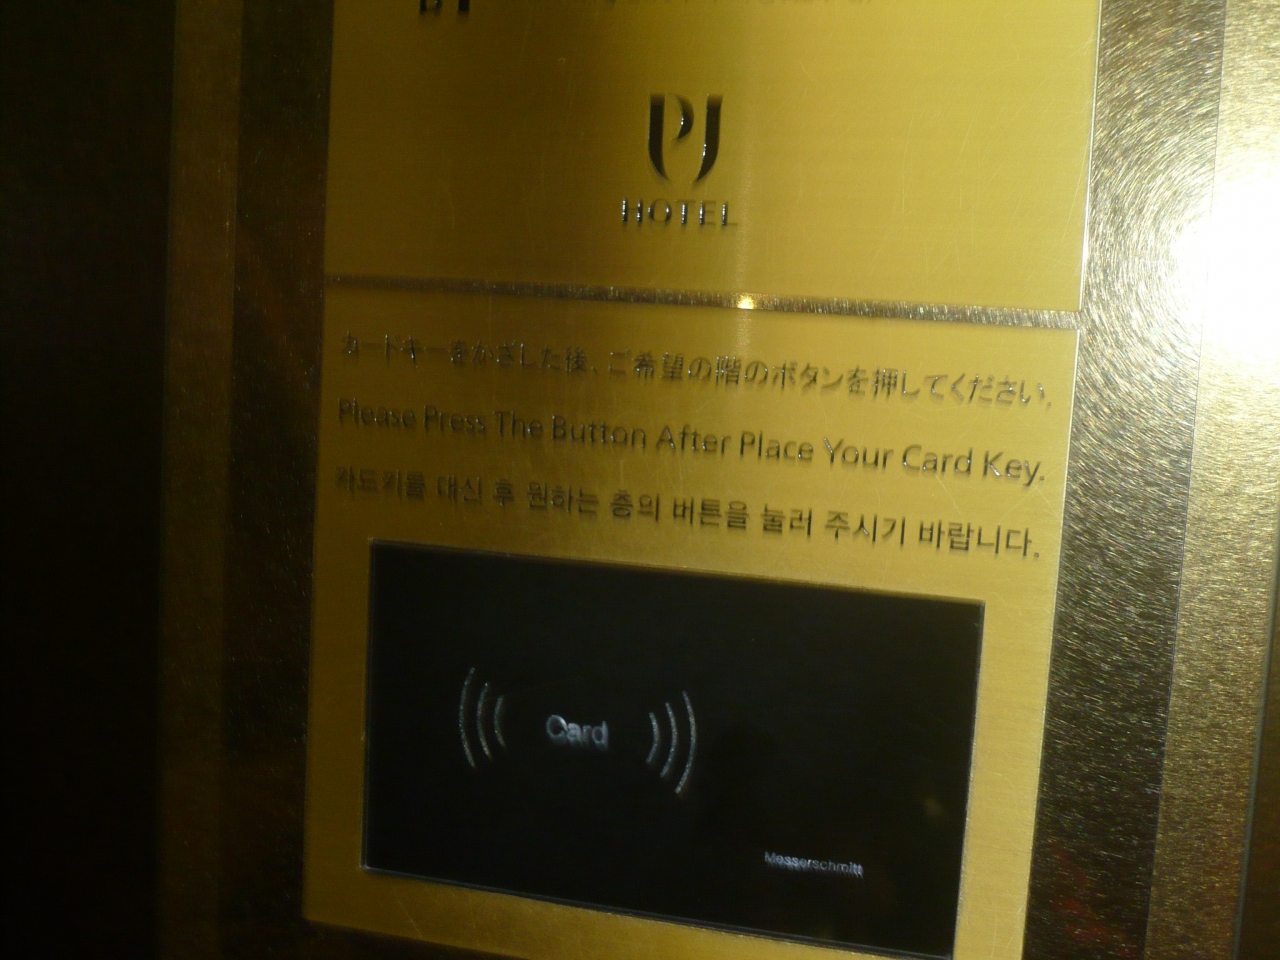 PJ
HOTEL
カードキーをかざした後、ご希望の階のボタンを押してください。
Please Press The Button After Place Your Card Key.
카드키를 대신 후 원하는 층의 버튼을 눌러 주시기 바랍니다.
Card
Messerschmitt